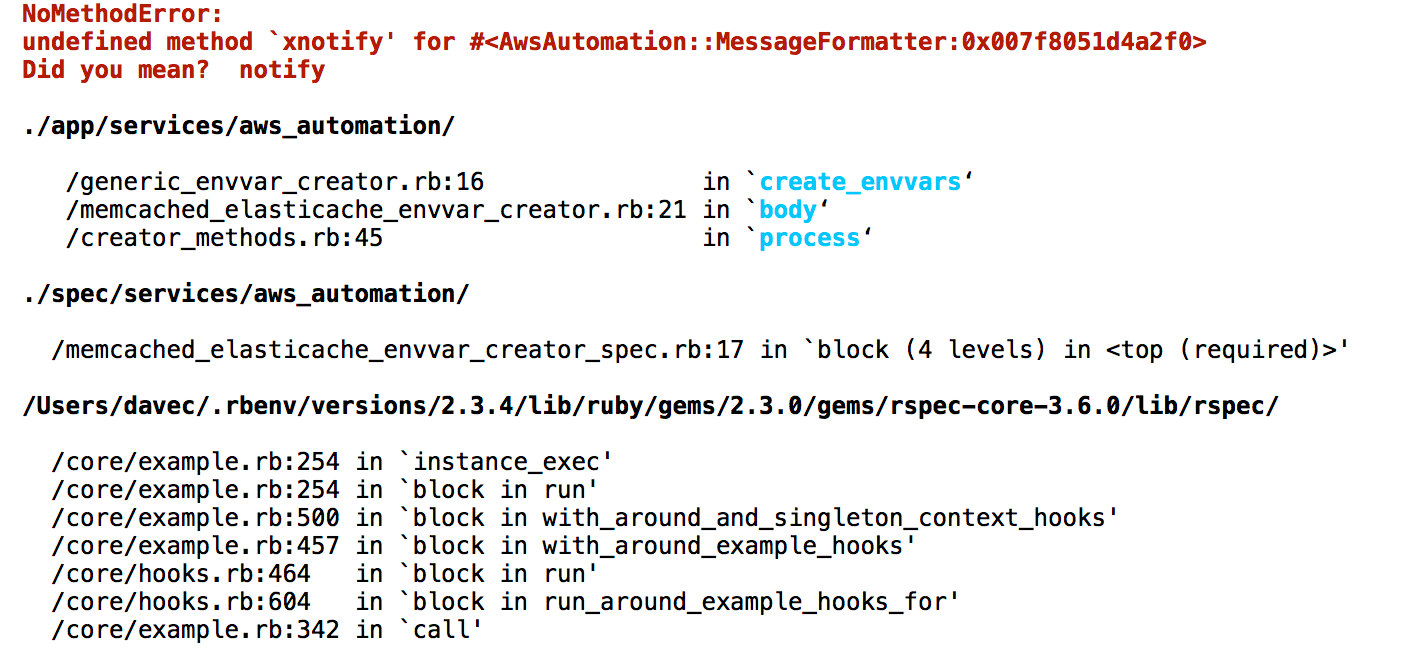 NoMethodError:
undefined method `xnotify' for #<AwsAutomation::MessageFormatter:0x007f8051d4a2f0>
Did you mean?  notify
./app/services/aws_automation/
/generic_envvar_creator.rb:16 in `create_envvars‘
/memcached_elasticache_envvar_creator.rb:21 in `body‘
/creator_methods.rb:45 in `process‘
./spec/services/aws_automation/
/memcached_elasticache_envvar_creator_spec.rb:17 in `block (4 levels) in <top (required)>'
/Users/davec/.rbenv/versions/2.3.4/lib/ruby/gems/2.3.0/gems/rspec-core-3.6.0/lib/rspec/
/core/example.rb:254 in `instance_exec'
/core/example.rb:254 in `block in run'
/core/example.rb:500 in `block in with_around_and_singleton_context_hooks'
/core/example.rb:457 in `block in with_around_example_hooks'
/core/hooks.rb:464   in `block in run'
/core/hooks.rb:604   in `block in run_around_example_hooks_for'
/core/example.rb:342 in `call'